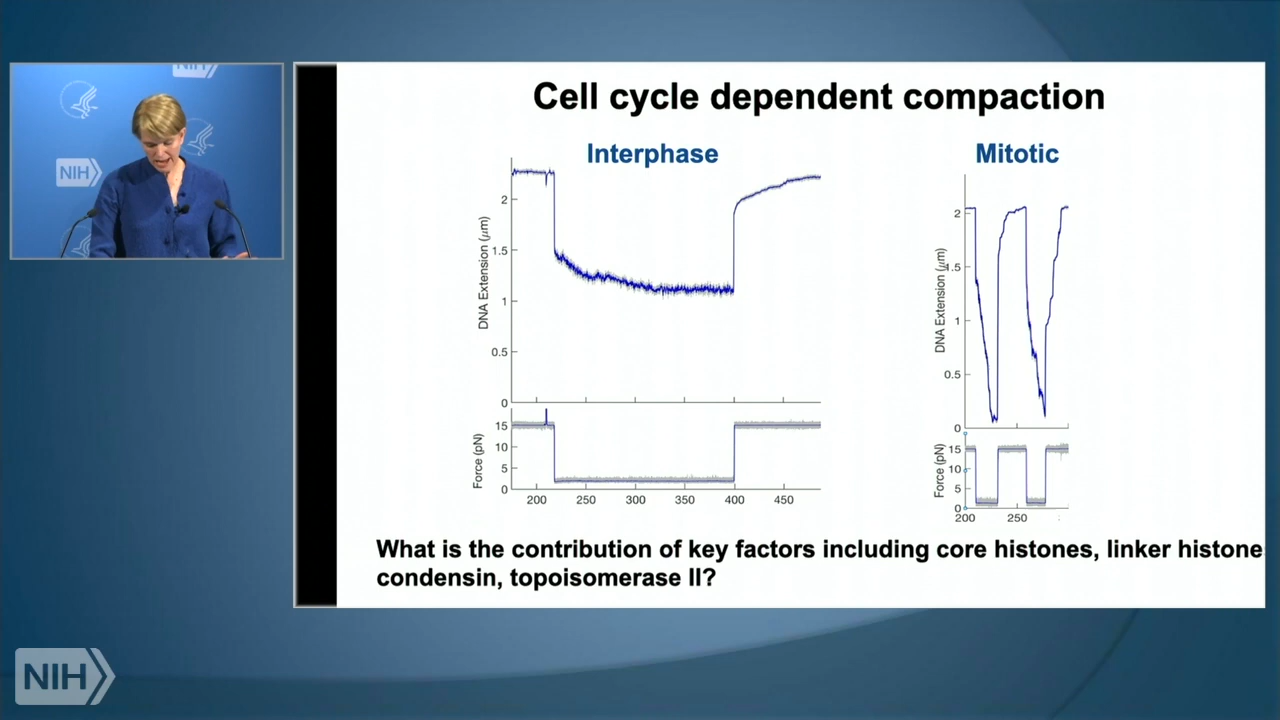 NIH
NIH
Cell cycle dependent compaction
Interphase
Mitotic
DNA Extension (μm)
2
1.5
1
0.5
0
Force (pN)
15
10
5
0
200 250 300 350 400 450
DNA Extension (μm)
2
1.5
1
0.5
0
Force (pN)
15
10
5
0
200 250
What is the contribution of key factors including core histones, linker histone
condensin, topoisomerase II?
NIH